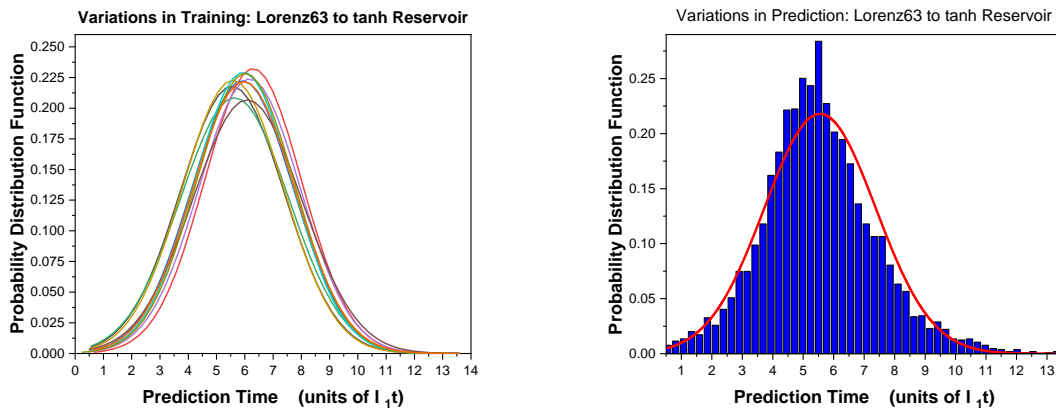 Variations in Training: Lorenz63 to tanh Reservoir
Probability Distribution Function
0.250
0.225
0.200
0.175
0.150
0.125
0.100
0.075
0.050
0.025
0.000
0 1 2 3 4 5 6 7 8 9 10 11 12 13 14
Prediction Time (units of l 1t)
Variations in Prediction: Lorenz63 to tanh Reservoir
Probability Distribution Function
0.25
0.20
0.15
0.10
0.05
0.00
1 2 3 4 5 6 7 8 9 10 11 12 13
Prediction Time (units of l 1t)